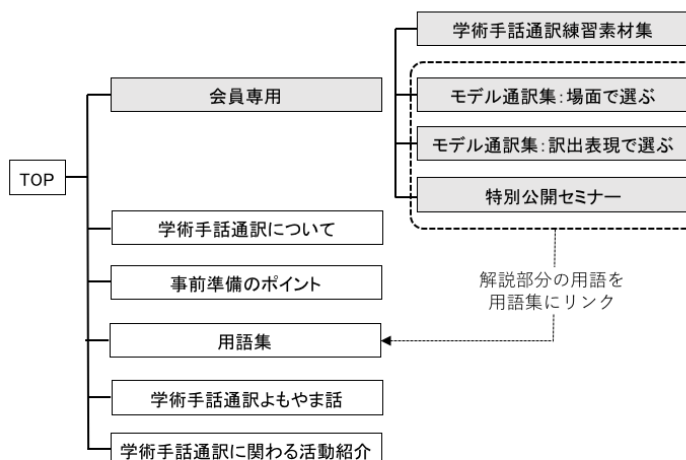 TOP
会員専用
学術手話通訳練習素材集
モデル通訳集:場面で選ぶ
モデル通訳集:訳出表現で選ぶ
特別公開セミナー
学術手話通訳について
事前準備のポイント
解説部分の用語を
用語集にリンク
用語集
学術手話通訳よもやま話
学術手話通訳に関わる活動紹介